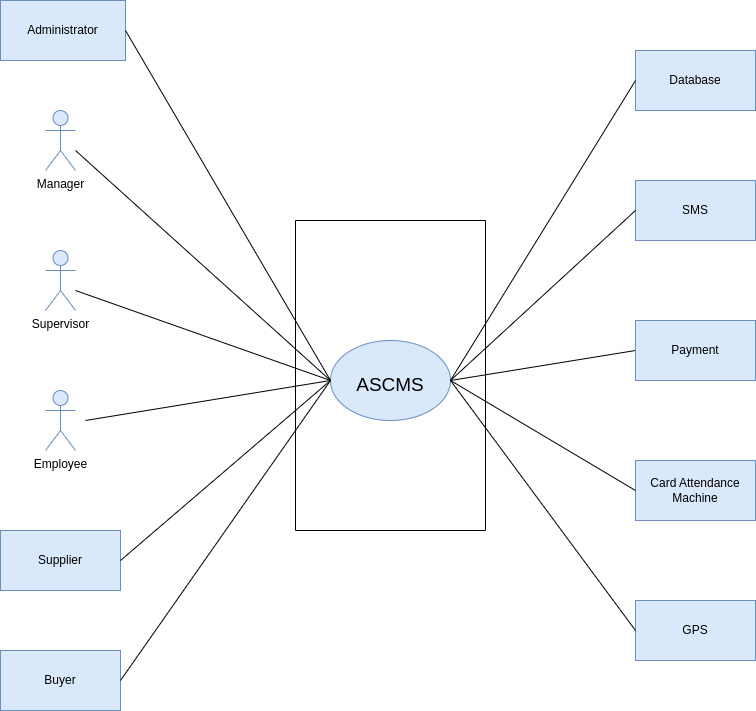 Administrator
Manager
Supervisor
Employee
Supplier
Buyer
ASCMS
Database
SMS
Payment
Card Attendance
Machine
GPS